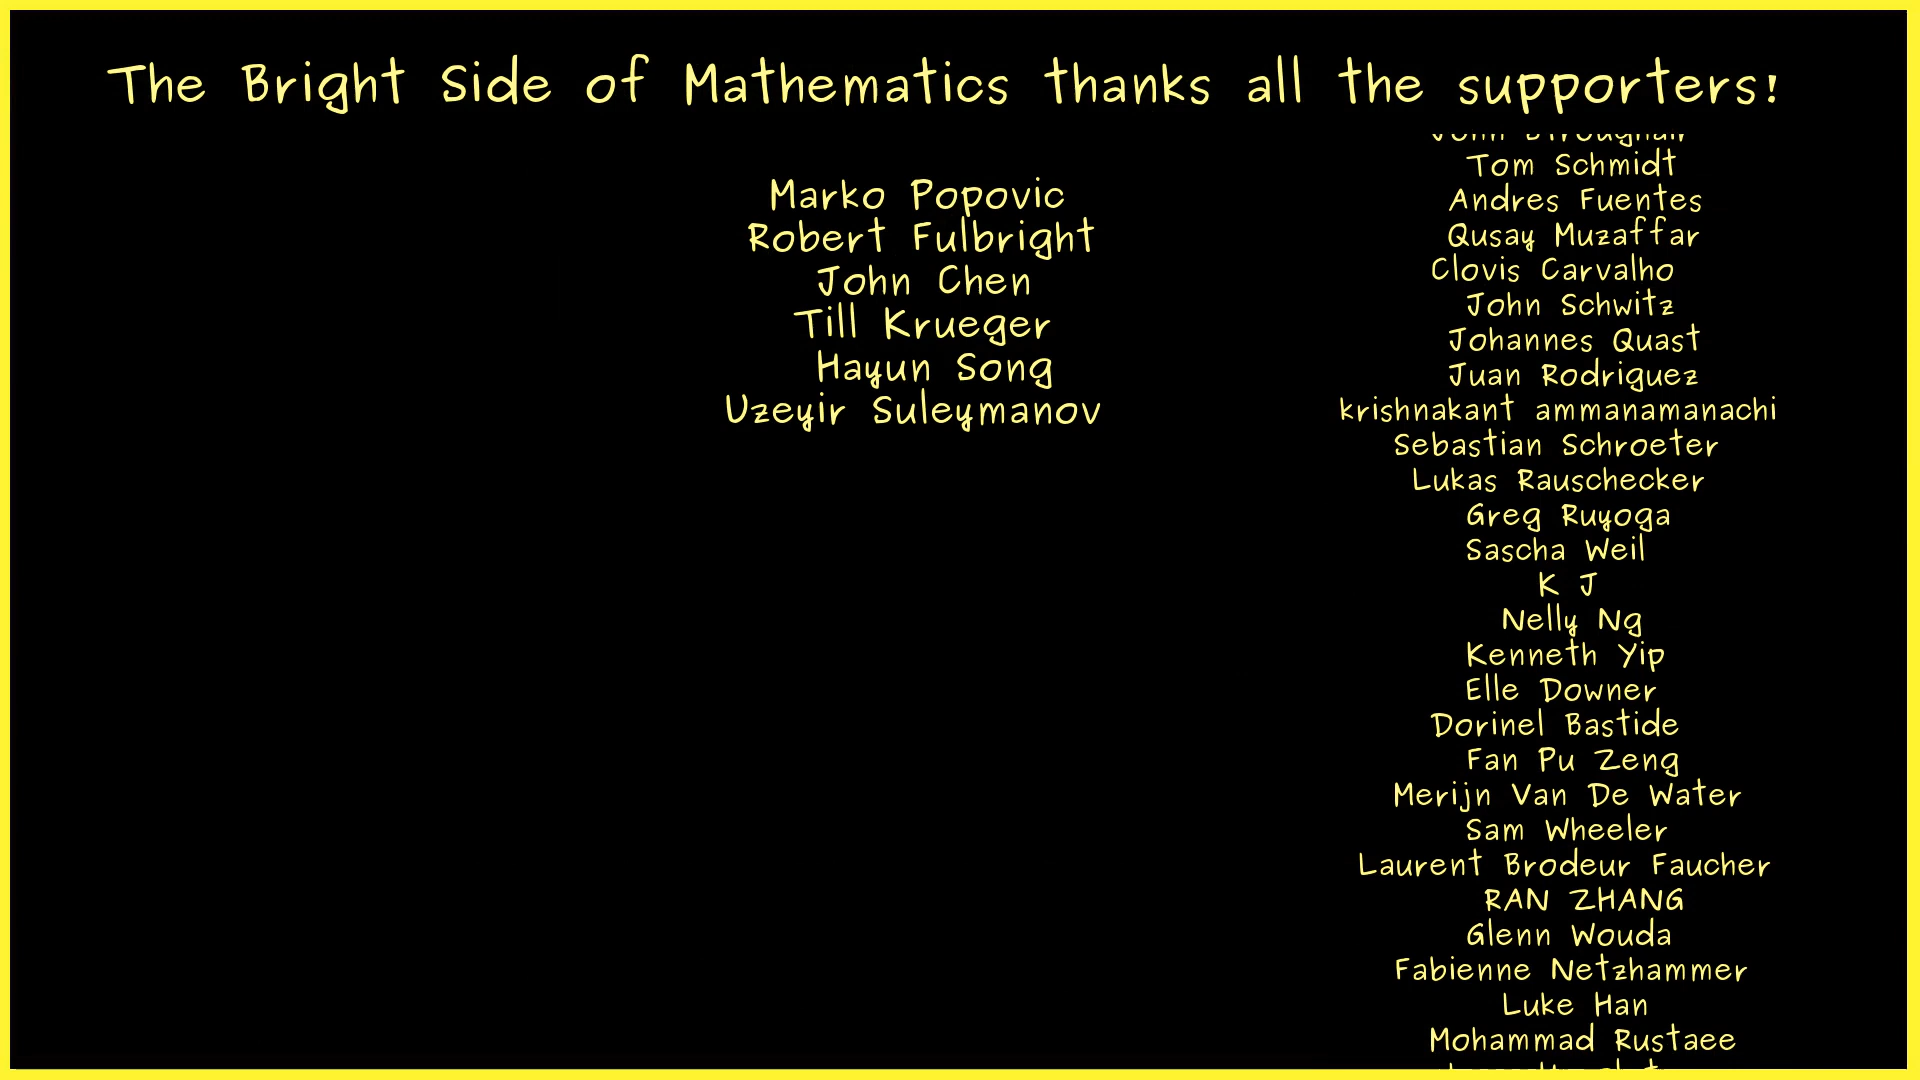 The Bright Side of Mathematics thanks all the supporters!
Marko Popovic
Robert Fulbright
John Chen
Till Krueger
Hayun Song
Uzeyir Suleymanov
John
Tom Schmidt
Andres Fuentes
Qusay Muzaffar
Clovis Carvalho
John Schwitz
Johannes Quast
Juan Rodriguez
krishnakant ammanamanachi
Sebastian Schroeter
Lukas Rauschecker
Greg Ruyoga
Sascha Weil
K J
Nelly Ng
Kenneth Yip
Elle Downer
Dorinel Bastide
Fan Pu Zeng
Merijn Van De Water
Sam Wheeler
Laurent Brodeur Faucher
RAN ZHANG
Glenn Wouda
Fabienne Netzhammer
Luke Han
Mohammad Rustaee